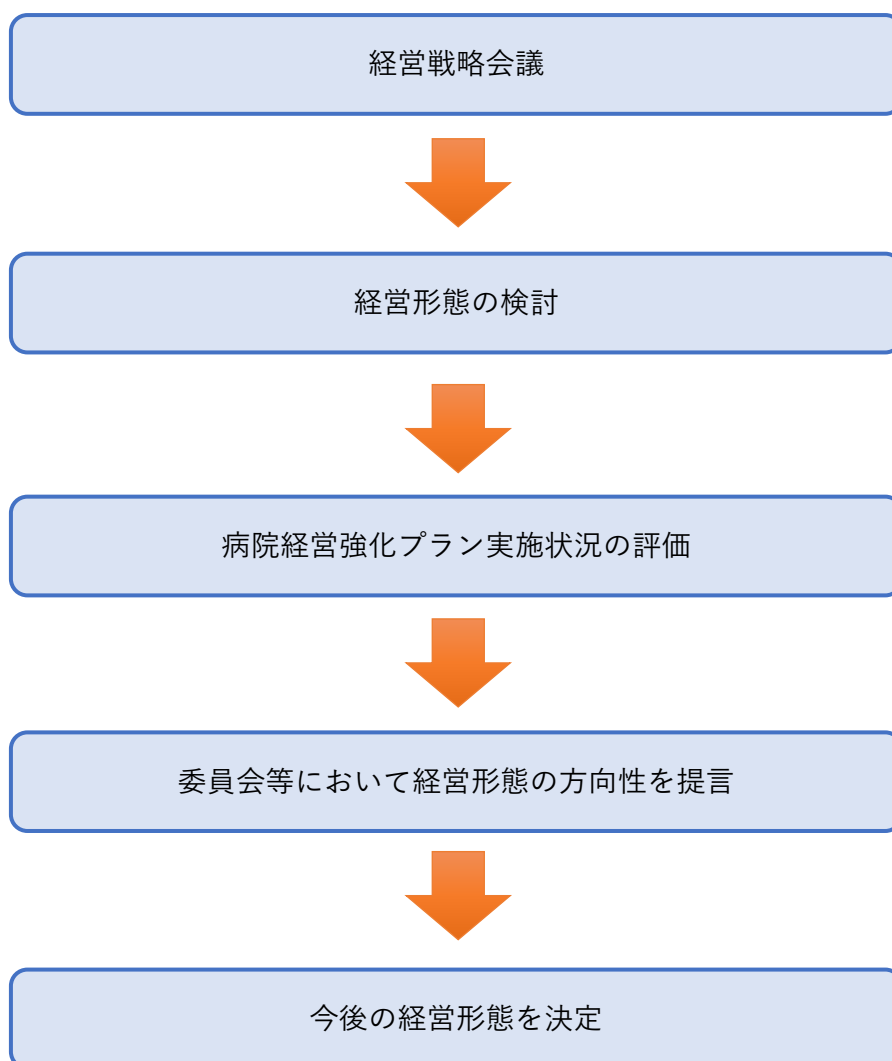 経営戦略会議
経営形態の検討
病院経営強化プラン実施状況の評価
委員会等において経営形態の方向性を提言
今後の経営形態を決定